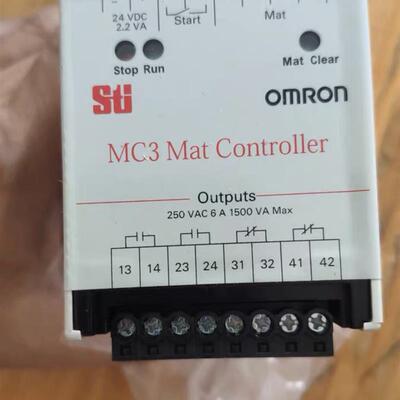 24 VDC
2.2 VA
Start
Mat
Stop Run
Mat Clear
Sti
OMRON
MC3 Mat Controller
Outputs
250 VAC 6 A 1500 VA Max
13 14 23 24 31 32 41 42